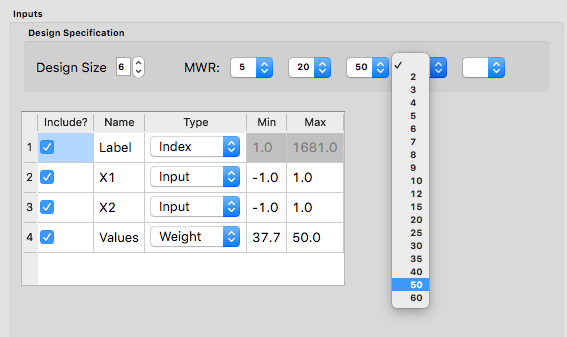 Inputs
Design Specification
Design Size 6 MWR: 5 20 50
2
3
4
5
6
7
8
9
10
12
15
20
25
30
35
40
50
60
Include? Name Type Min Max
1 Label Index 1.0 1681.0
2 X1 Input -1.0 1.0
3 X2 Input -1.0 1.0
4 Values Weight 37.7 50.0